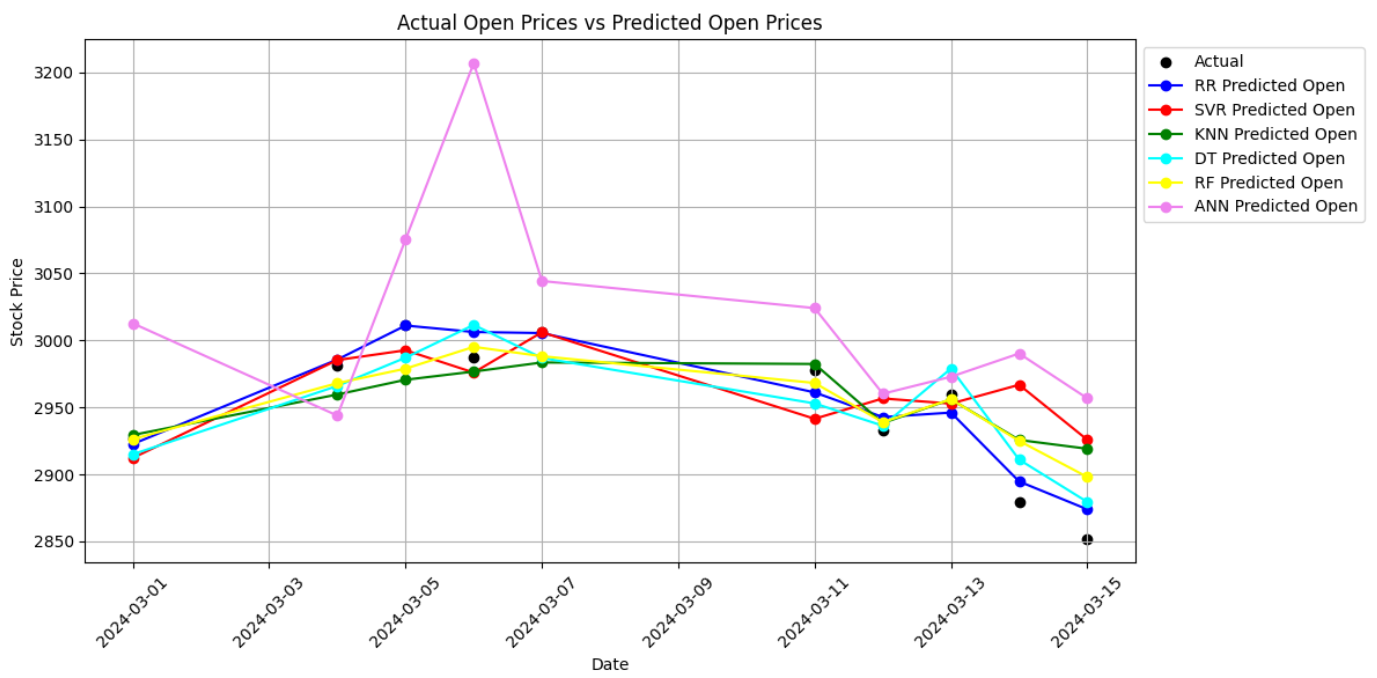 Actual Open Prices vs Predicted Open Prices
3200
3150
3100
3050
3000
2950
2900
2850
Stock Price
2024-03-01
2024-03-03
2024-03-05
2024-03-07
2024-03-09
2024-03-11
2024-03-13
2024-03-15
Date
Actual
RR Predicted Open
SVR Predicted Open
KNN Predicted Open
DT Predicted Open
RF Predicted Open
ANN Predicted Open